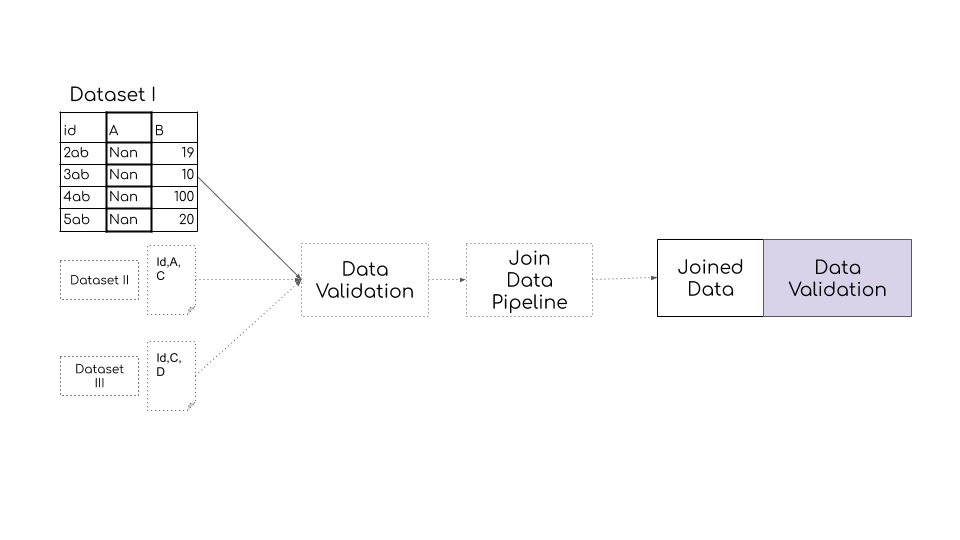 Dataset I
id A B
2ab Nan 19
3ab Nan 10
4ab Nan 100
5ab Nan 20
Dataset II
Id,A,
C
Dataset
III
Id,C,
D
Data
Validation
Join
Data
Pipeline
Joined
Data
Data
Validation